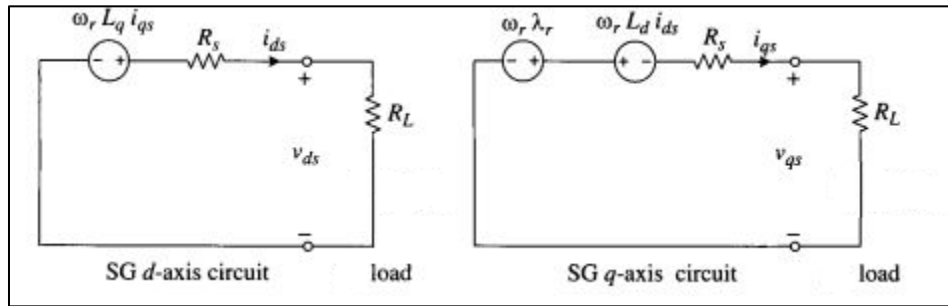 ωr Lq iqs
Rs
ids
+
RL
vds
−
SG d-axis circuit
load
ωr λr
ωr Ld ids
Rs
iqs
+
RL
vqs
−
SG q-axis circuit
load